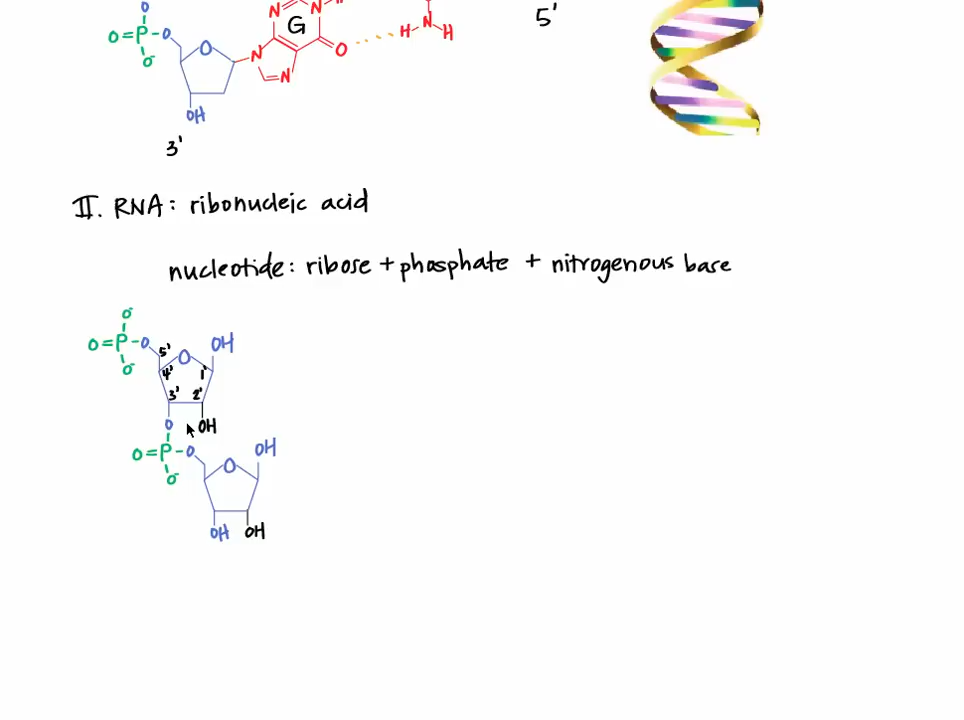 O
O=P-O
O-
O
N
N
N
G
N
O
H-N-H
OH
3'
5'
II. RNA: ribonucleic acid
nucleotide: ribose + phosphate + nitrogenous base
O-
O=P-O
O-
5'
O
OH
4'
1'
3'
2'
O
OH
O=P-O
O-
O
OH
OH
OH